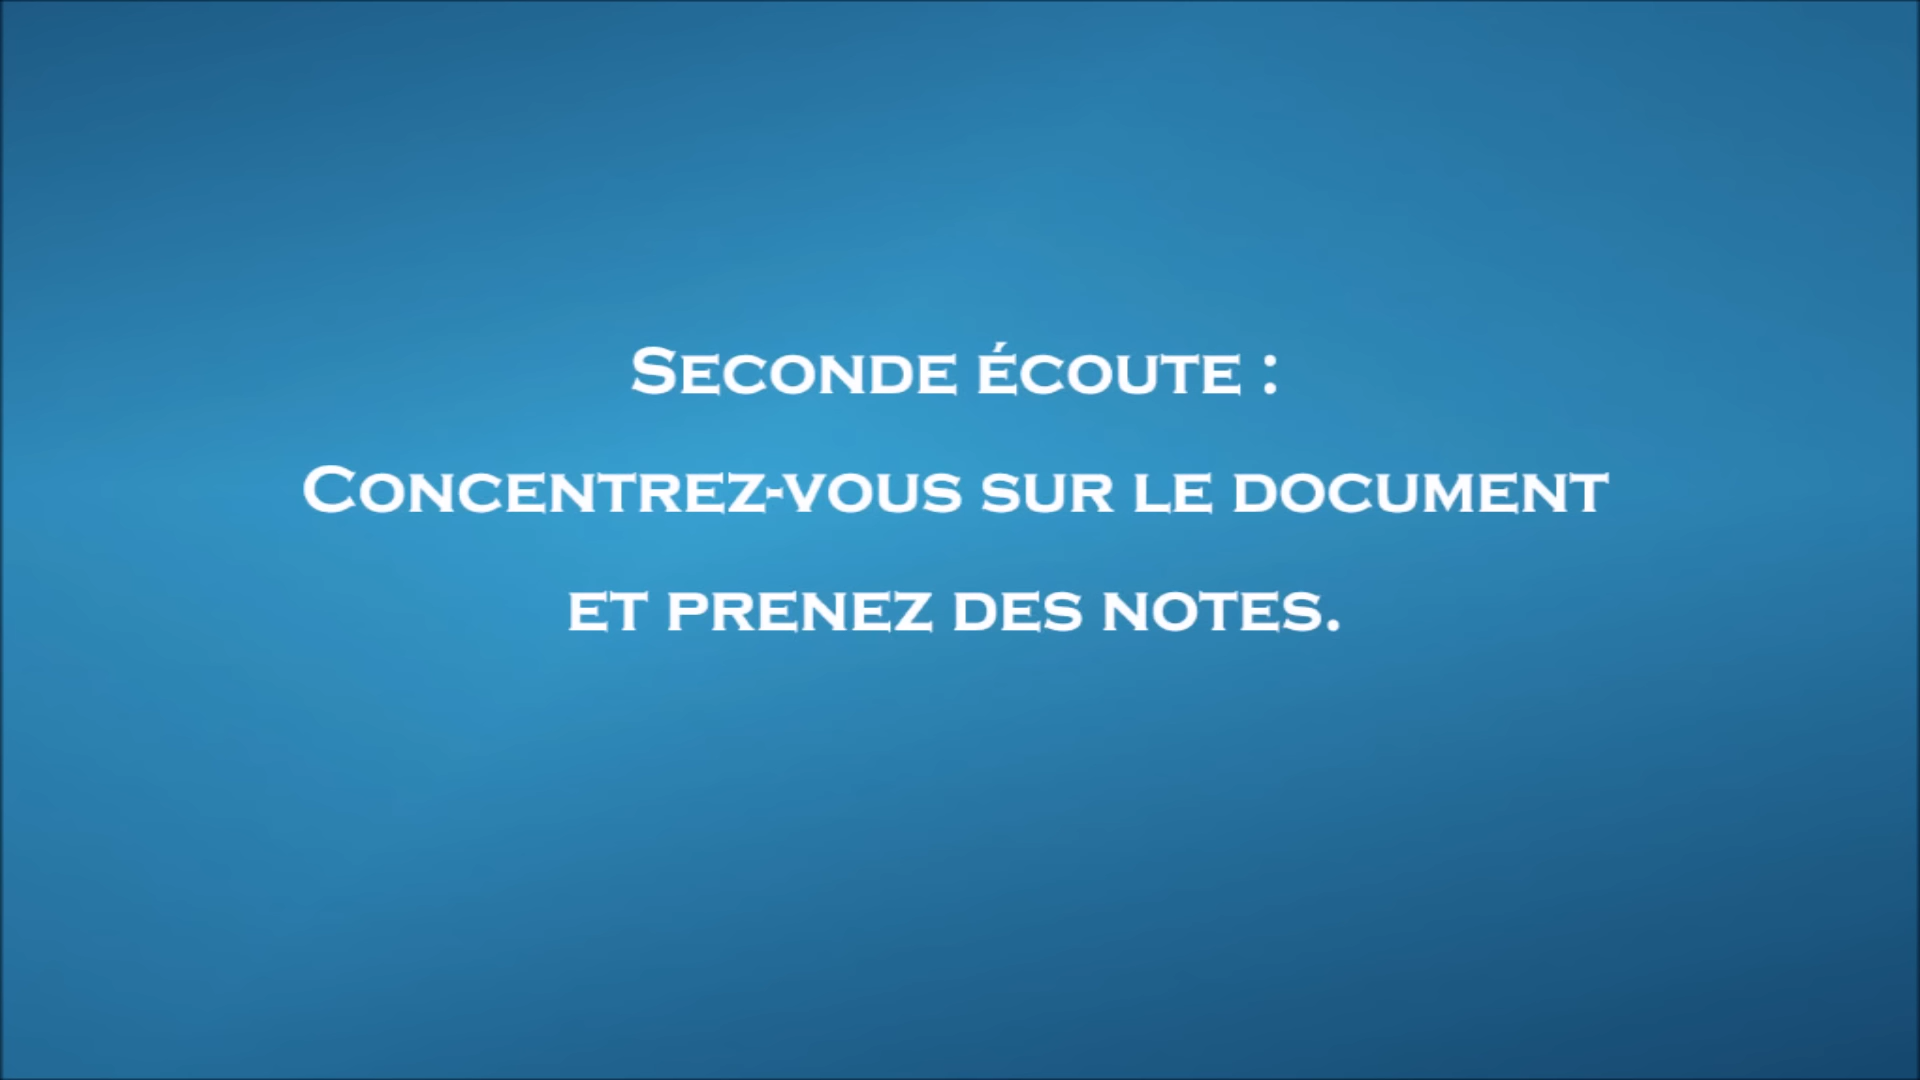 Seconde écoute :
Concentrez-vous sur le document
et prenez des notes.